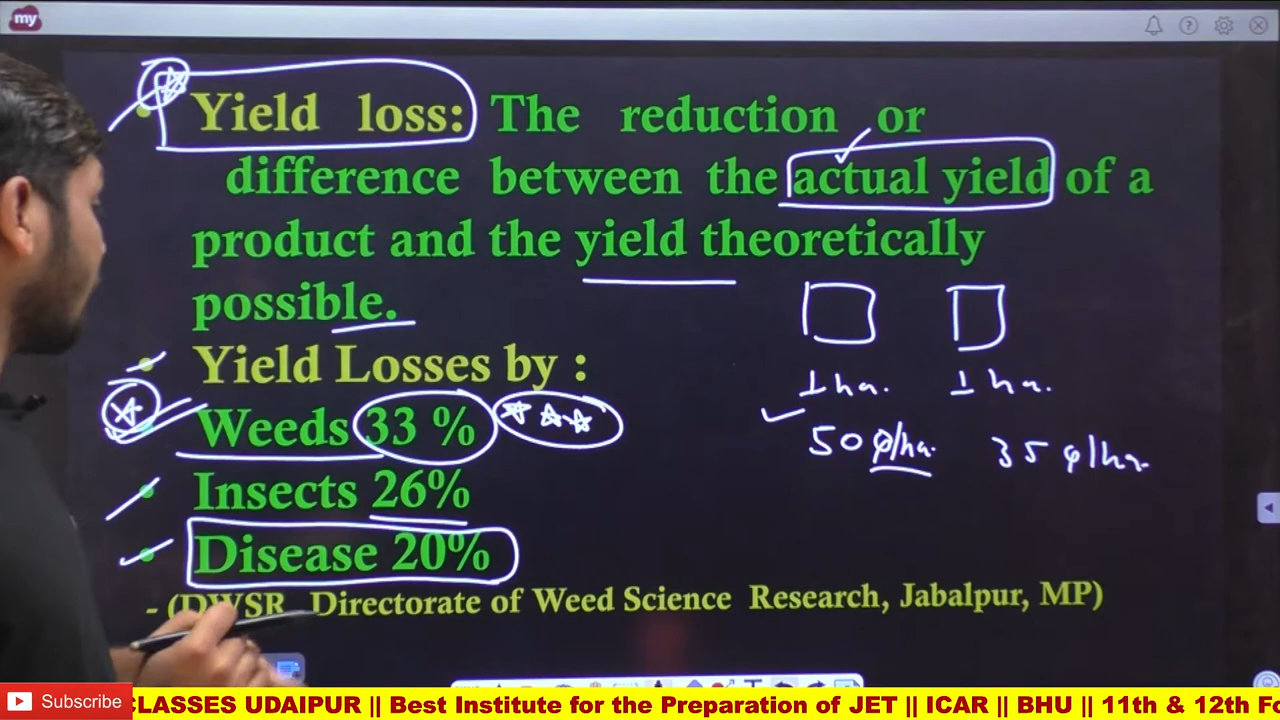 my
Yield loss: The reduction or
difference between the actual yield of a
product and the yield theoretically
possible.
Yield Losses by :
Weeds 33 %
Insects 26%
Disease 20%
- (DWSR Directorate of Weed Science Research, Jabalpur, MP)
1 ha. 1 ha.
50 q/ha. 35 q/ha.
Subscribe
CLASSES UDAIPUR || Best Institute for the Preparation of JET || ICAR || BHU || 11th & 12th Fo